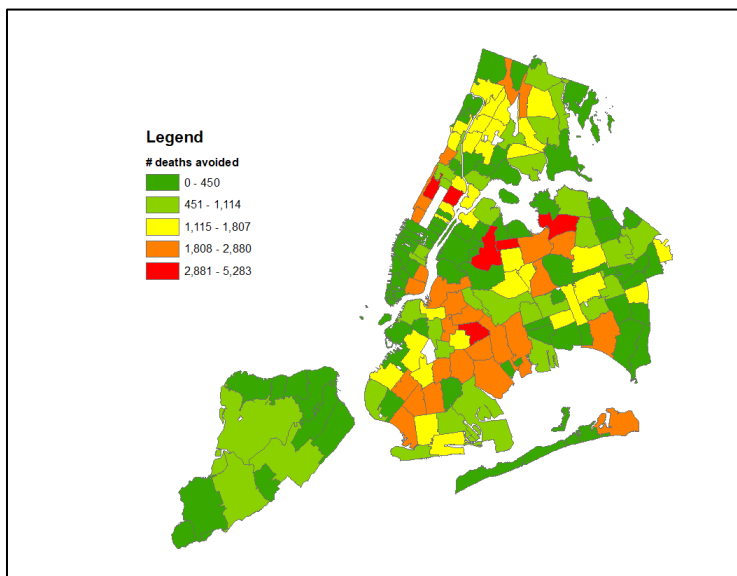 Legend
# deaths avoided
0 - 450
451 - 1,114
1,115 - 1,807
1,808 - 2,880
2,881 - 5,283